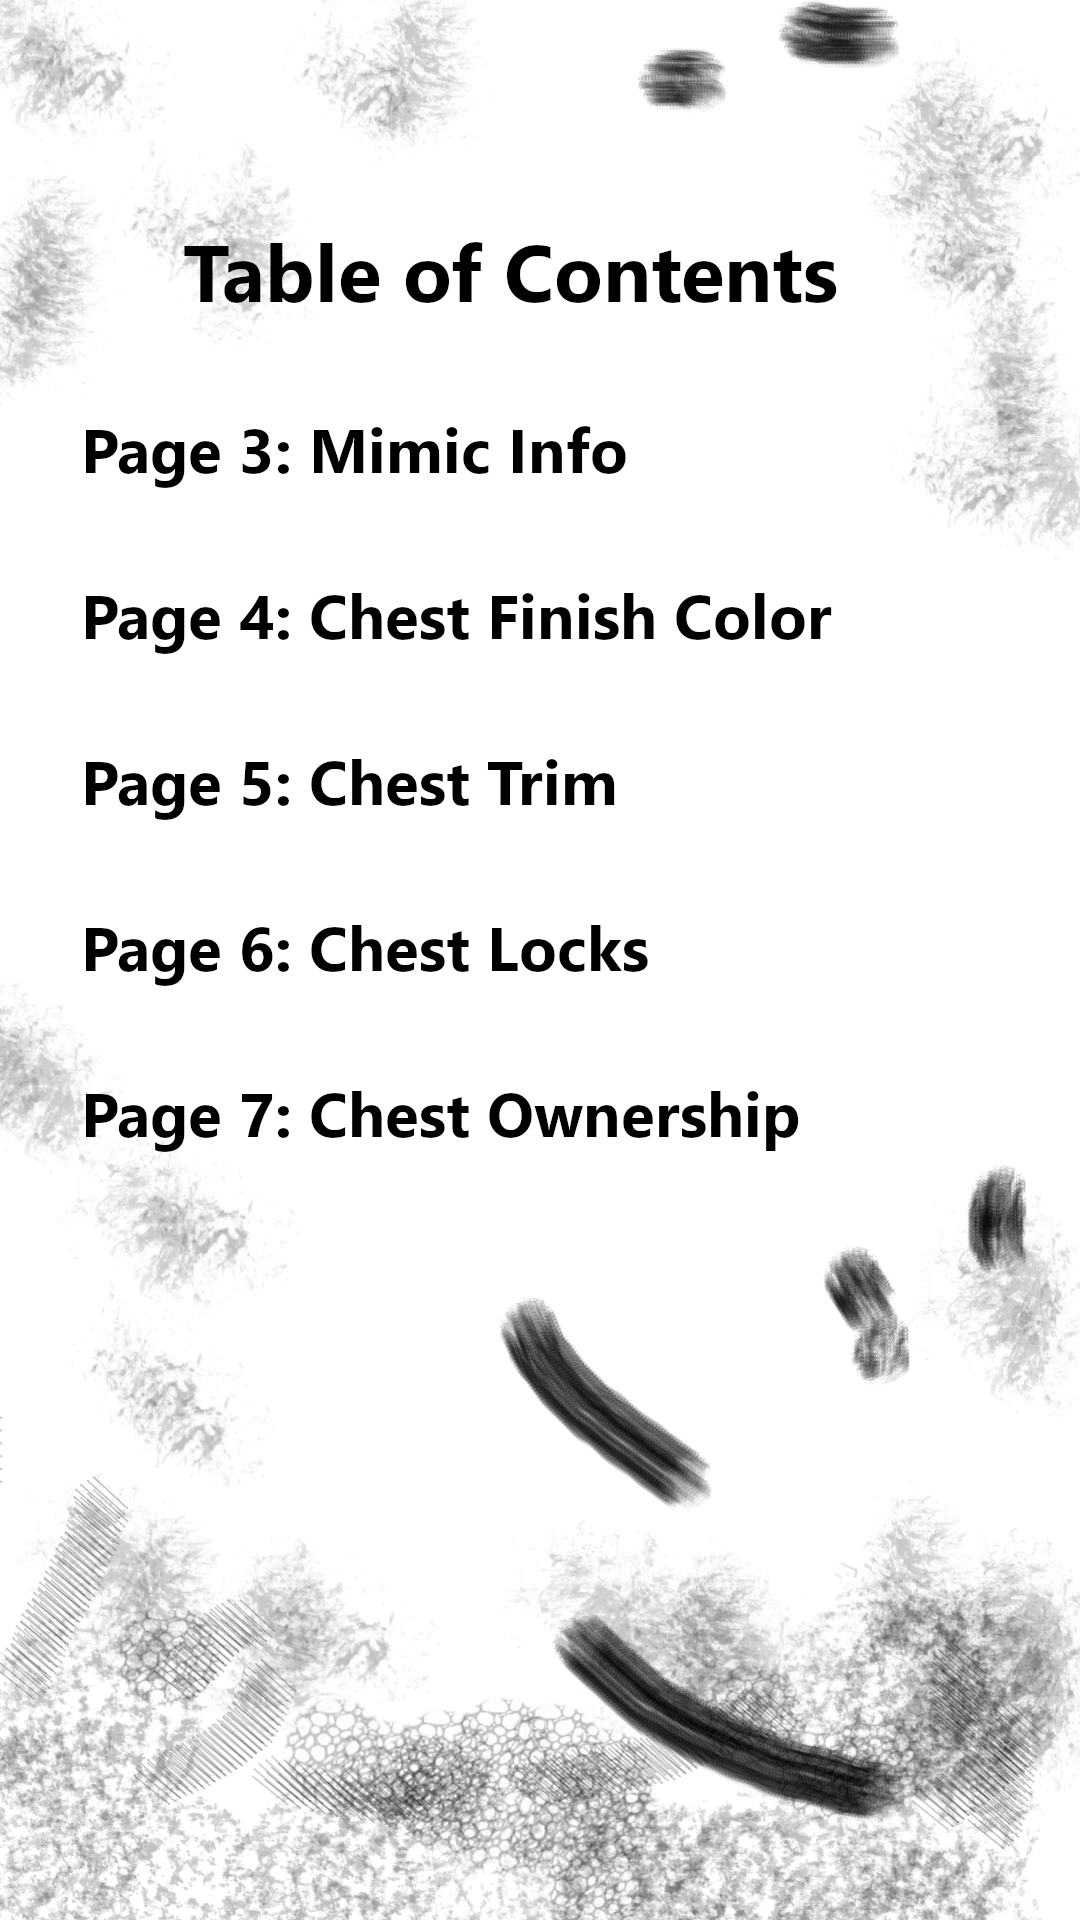 Table of Contents
Page 3: Mimic Info
Page 4: Chest Finish Color
Page 5: Chest Trim
Page 6: Chest Locks
Page 7: Chest Ownership